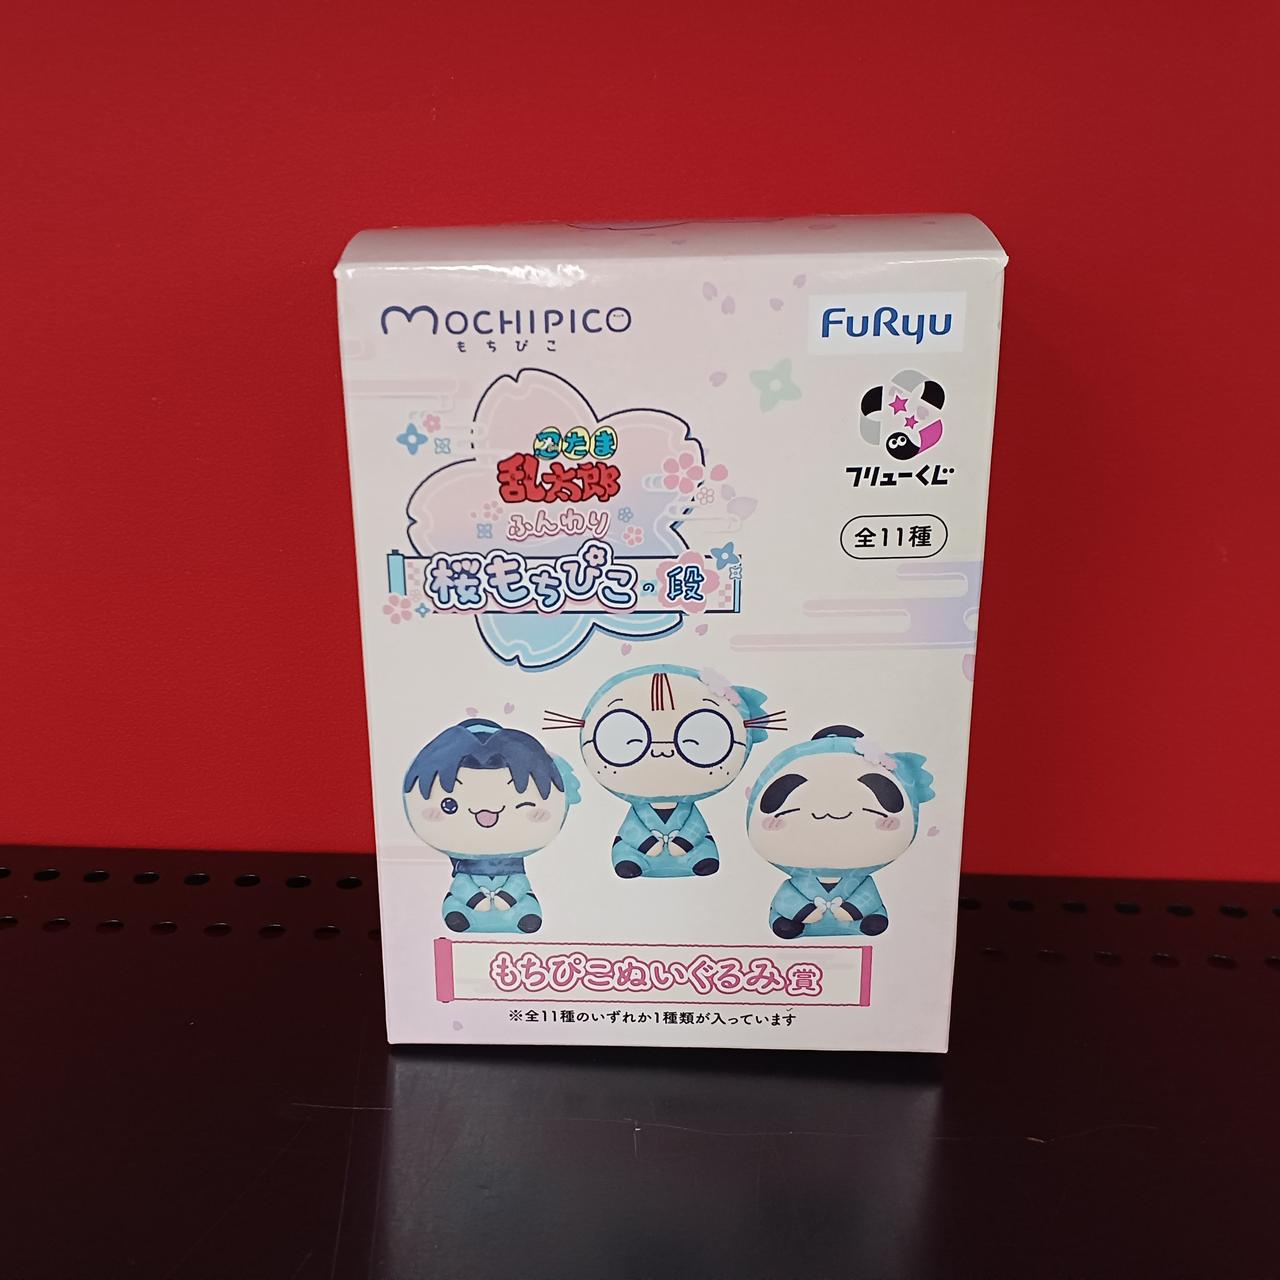 MOCHIPICO
もちぴこ
FuRyu
フリューくじ
全11種
忍たま
乱太郎
ふんわり
桜もちぴこの段
もちぴこぬいぐるみ賞
※全11種のいずれか1種類が入っています